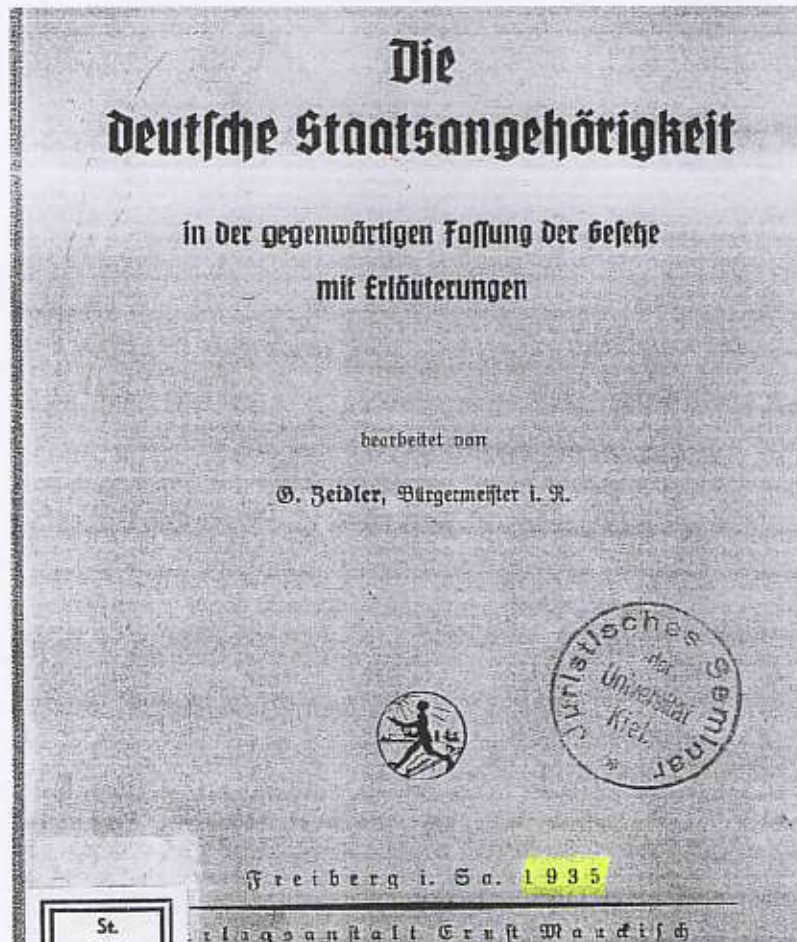 Die
deutsche Staatsangehörigkeit
in der gegenwärtigen Fassung der Gesetze
mit Erläuterungen
bearbeitet von
G. Zeidler, Bürgermeister i. R.
Juristisches Seminar
der
Universität
Kiel
*
Freiberg i. Sa. 1935
St.
rlagsanstalt Ernst Mauckisch